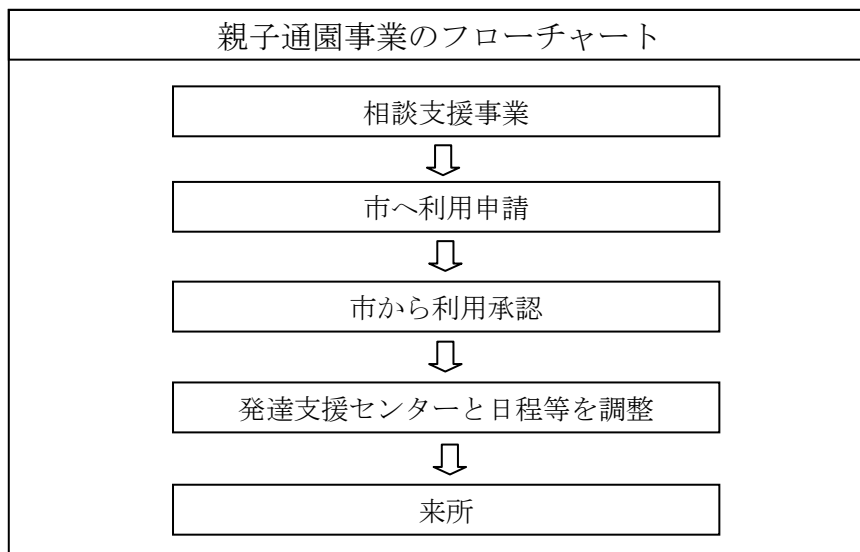 親子通園事業のフローチャート
相談支援事業
市へ利用申請
市から利用承認
発達支援センターと日程等を調整
来所